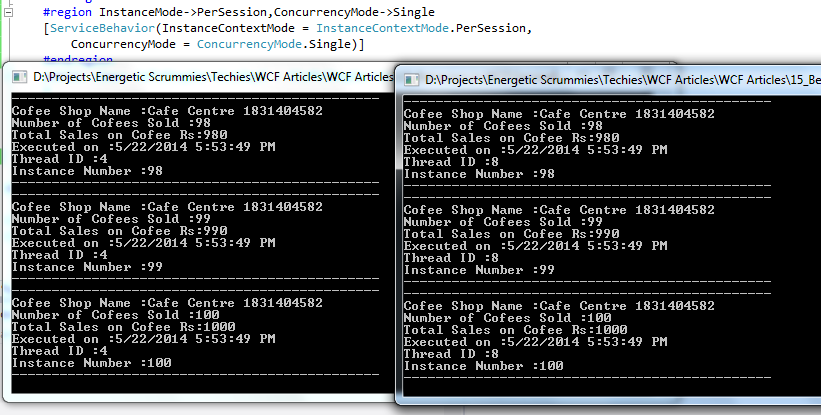 #region InstanceMode->PerSession,ConcurrencyMode->Single
[ServiceBehavior(InstanceContextMode = InstanceContextMode.PerSession,
ConcurrencyMode = ConcurrencyMode.Single)]
#endregion
D:\Projects\Energetic Scrummies\Techies\WCF Articles\WCF Articles
Cofee Shop Name :Cafe Centre 1831404582
Number of Cofees Sold :98
Total Sales on Cofee Rs:980
Executed on :5/22/2014 5:53:49 PM
Thread ID :4
Instance Number :98
Cofee Shop Name :Cafe Centre 1831404582
Number of Cofees Sold :99
Total Sales on Cofee Rs:990
Executed on :5/22/2014 5:53:49 PM
Thread ID :4
Instance Number :99
Cofee Shop Name :Cafe Centre 1831404582
Number of Cofees Sold :100
Total Sales on Cofee Rs:1000
Executed on :5/22/2014 5:53:49 PM
Thread ID :4
Instance Number :100
D:\Projects\Energetic Scrummies\Techies\WCF Articles\WCF Articles\15_Be
Cofee Shop Name :Cafe Centre 1831404582
Number of Cofees Sold :98
Total Sales on Cofee Rs:980
Executed on :5/22/2014 5:53:49 PM
Thread ID :8
Instance Number :98
Cofee Shop Name :Cafe Centre 1831404582
Number of Cofees Sold :99
Total Sales on Cofee Rs:990
Executed on :5/22/2014 5:53:49 PM
Thread ID :8
Instance Number :99
Cofee Shop Name :Cafe Centre 1831404582
Number of Cofees Sold :100
Total Sales on Cofee Rs:1000
Executed on :5/22/2014 5:53:49 PM
Thread ID :8
Instance Number :100